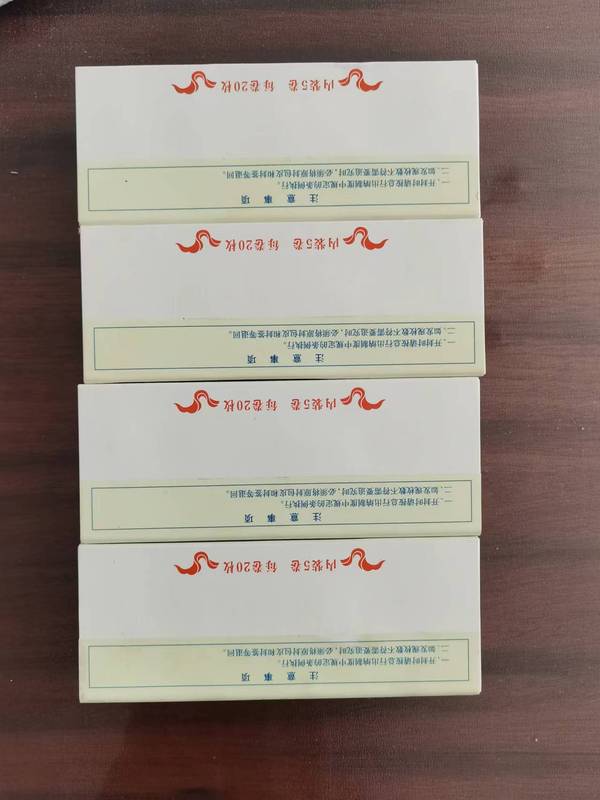 注意事项
一、开封时请按总行出纳制度中规定的条例执行。
二、如发现枚数不符需要追究时，必须将原封包皮和封签等退回。
内装5卷 每卷20枚
注意事项
一、开封时请按总行出纳制度中规定的条例执行。
二、如发现枚数不符需要追究时，必须将原封包皮和封签等退回。
内装5卷 每卷20枚
注意事项
一、开封时请按总行出纳制度中规定的条例执行。
二、如发现枚数不符需要追究时，必须将原封包皮和封签等退回。
内装5卷 每卷20枚
注意事项
一、开封时请按总行出纳制度中规定的条例执行。
二、如发现枚数不符需要追究时，必须将原封包皮和封签等退回。
内装5卷 每卷20枚